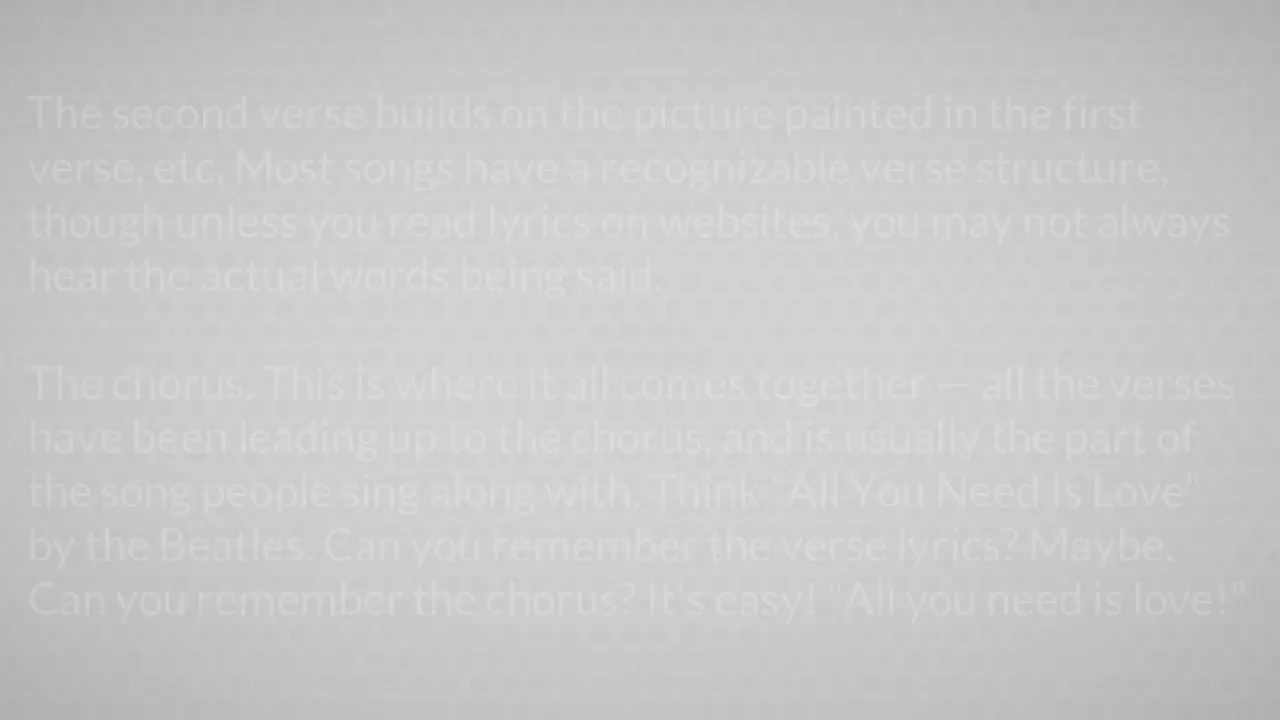 The second verse builds on the picture painted in the first
verse, etc. Most songs have a recognizable verse structure,
though unless you read lyrics on websites, you may not always
hear the actual words being said.
The chorus. This is where it all comes together — all the verses
have been leading up to the chorus, and is usually the part of
the song people sing along with. Think "All You Need Is Love"
by the Beatles. Can you remember the verse lyrics? Maybe.
Can you remember the chorus? It's easy! "All you need is love!"